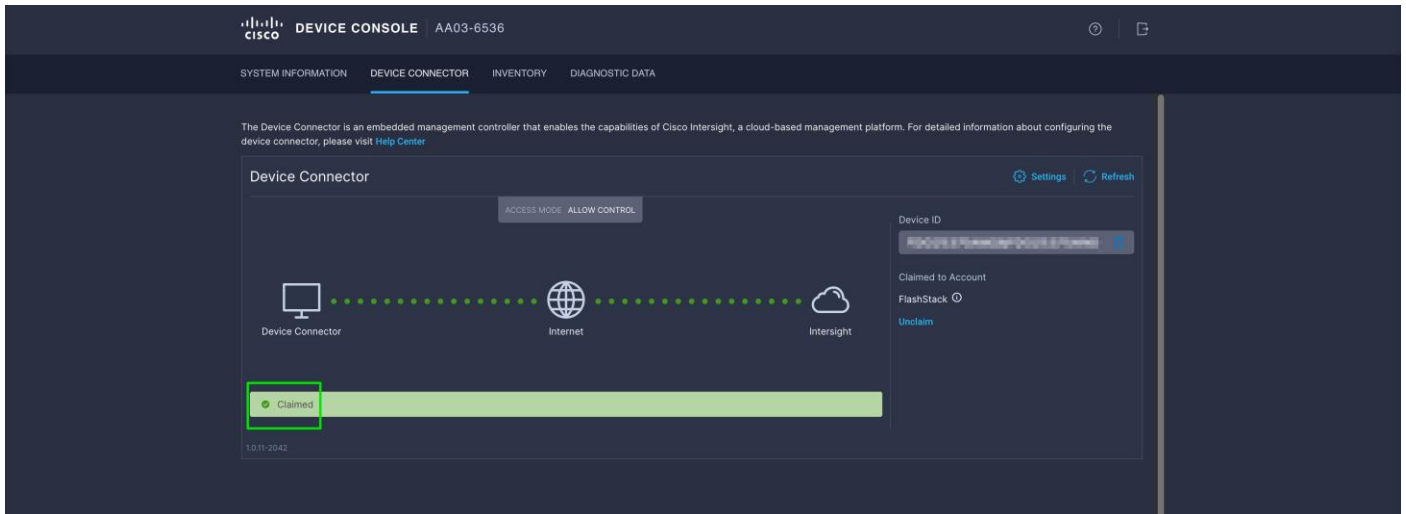 CISCO DEVICE CONSOLE AA03-6536
SYSTEM INFORMATION DEVICE CONNECTOR INVENTORY DIAGNOSTIC DATA
The Device Connector is an embedded management controller that enables the capabilities of Cisco Intersight, a cloud-based management platform. For detailed information about configuring the
device connector, please visit Help Center
Device Connector
Settings Refresh
ACCESS MODE ALLOW CONTROL
Device ID
Claimed to Account
FlashStack
Unclaim
Device Connector Internet Intersight
Claimed
1.0.11-2042